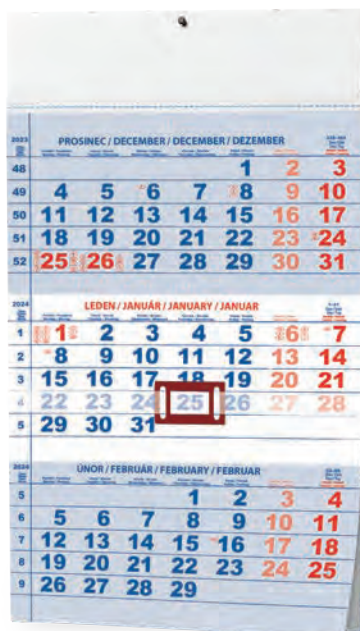 2023 PROSINEC / DECEMBER / DECEMBER / DEZEMBER
48 1 2 3
49 4 5 6 7 8 9 10
50 11 12 13 14 15 16 17
51 18 19 20 21 22 23 24
52 25 26 27 28 29 30 31
2024 LEDEN / JANUÁR / JANUARY / JANUAR
1 1 2 3 4 5 6 7
2 8 9 10 11 12 13 14
3 15 16 17 18 19 20 21
4 22 23 24 25 26 27 28
5 29 30 31
2024 ÚNOR / FEBRUÁR / FEBRUARY / FEBRUAR
5 1 2 3 4
6 5 6 7 8 9 10 11
7 12 13 14 15 16 17 18
8 19 20 21 22 23 24 25
9 26 27 28 29